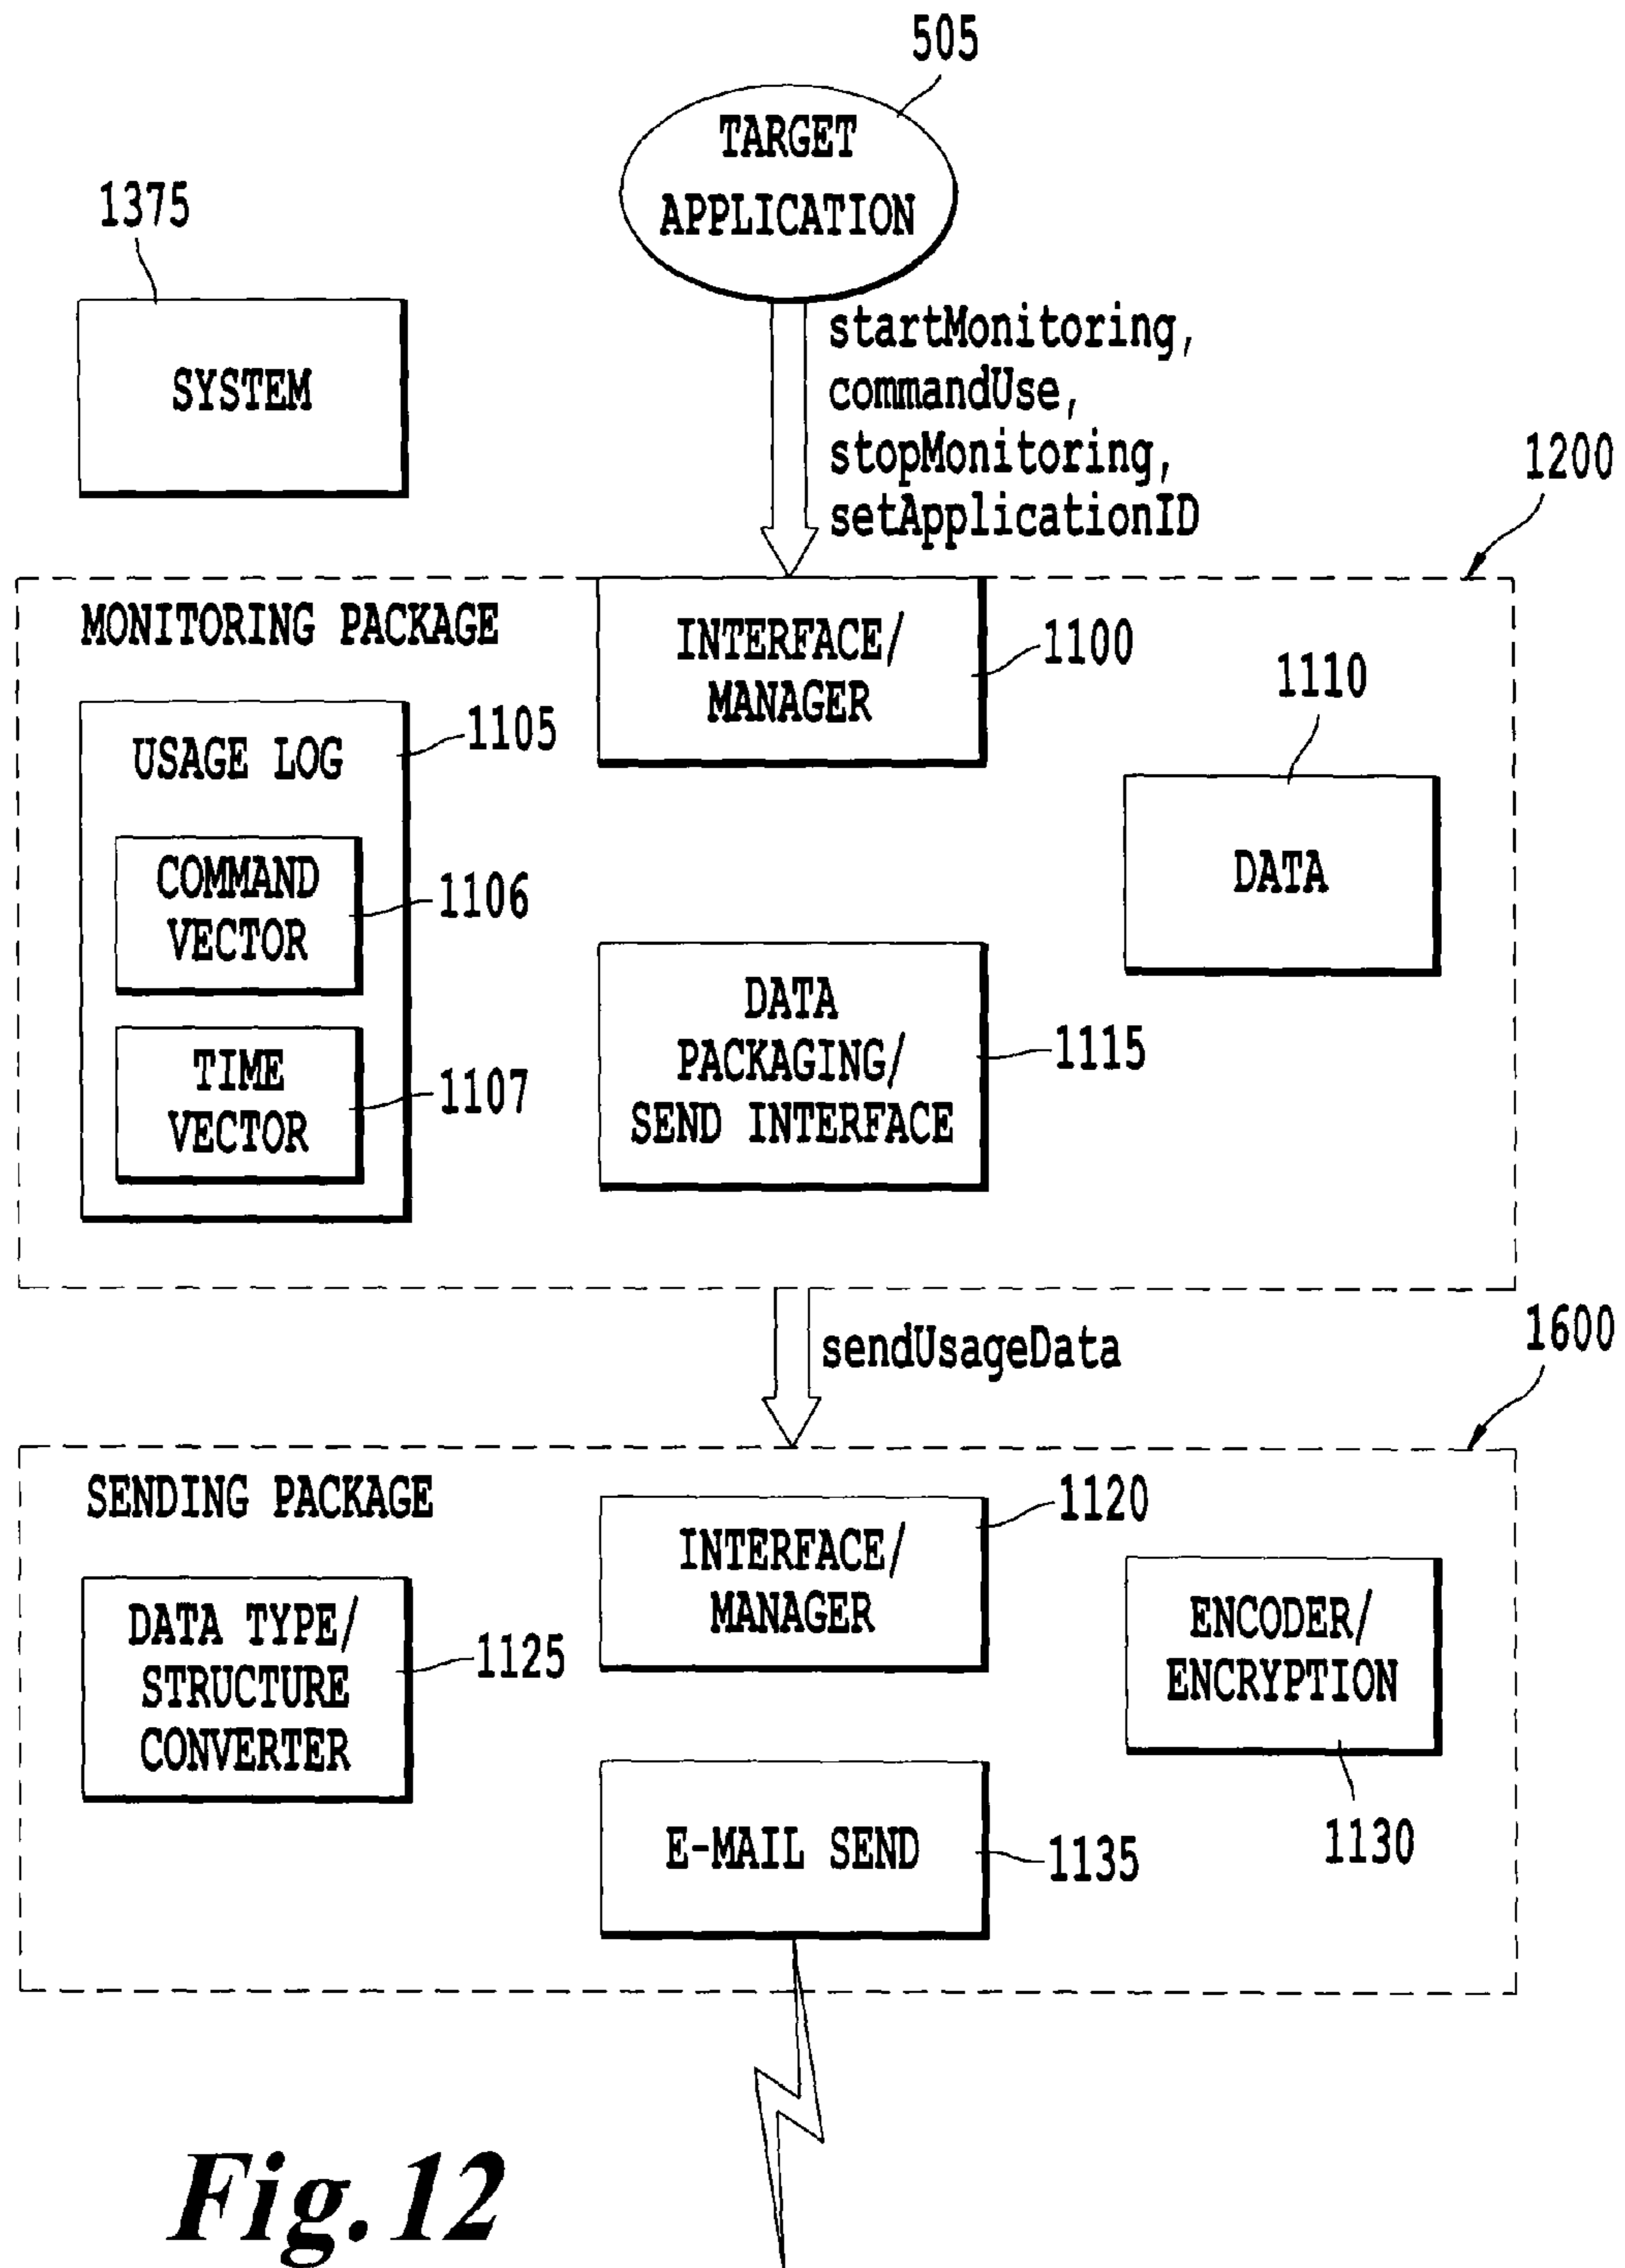 505
TARGET
APPLICATION
1375
SYSTEM
startMonitoring,
commandUse,
stopMonitoring,
setApplicationID
1200
MONITORING PACKAGE
INTERFACE/
MANAGER
1100
1110
DATA
USAGE LOG
1105
COMMAND
VECTOR
1106
TIME
VECTOR
1107
DATA
PACKAGING/
SEND INTERFACE
1115
sendUsageData
1600
SENDING PACKAGE
INTERFACE/
MANAGER
1120
DATA TYPE/
STRUCTURE
CONVERTER
1125
ENCODER/
ENCRYPTION
1130
E-MAIL SEND
1135
Fig. 12